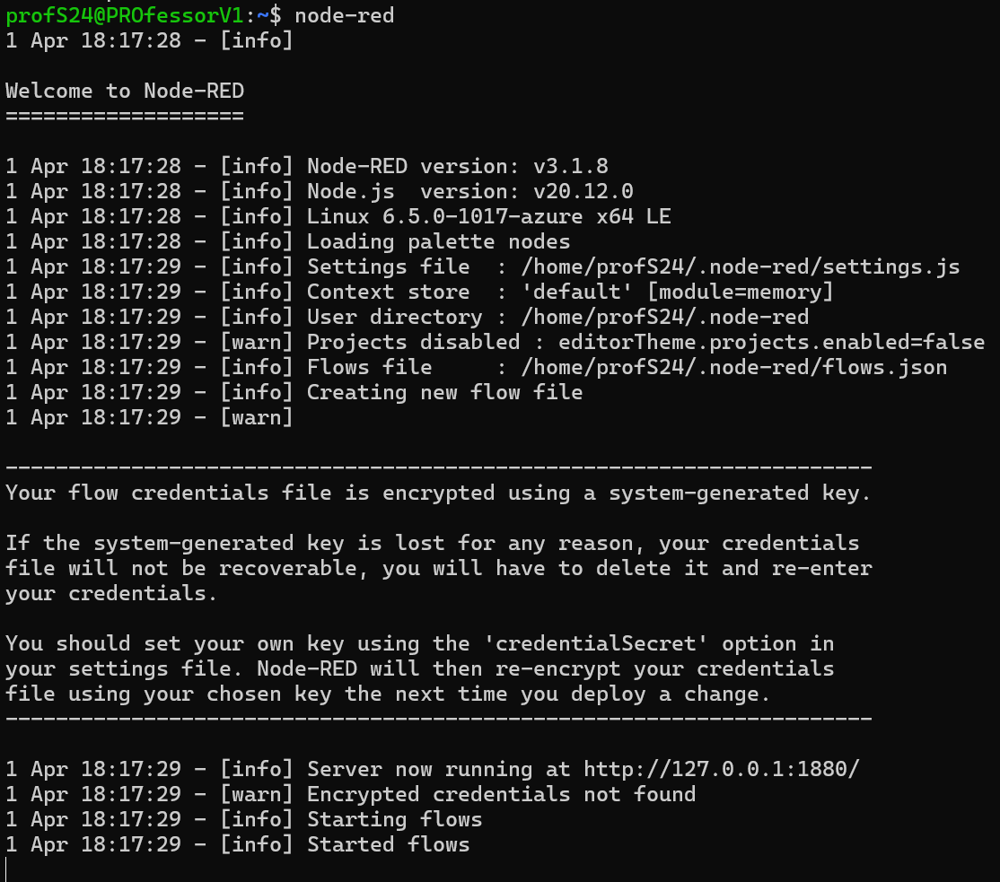 profS24@PROfessorV1:~$ node-red
1 Apr 18:17:28 - [info]
Welcome to Node-RED
===================
1 Apr 18:17:28 - [info] Node-RED version: v3.1.8
1 Apr 18:17:28 - [info] Node.js  version: v20.12.0
1 Apr 18:17:28 - [info] Linux 6.5.0-1017-azure x64 LE
1 Apr 18:17:28 - [info] Loading palette nodes
1 Apr 18:17:29 - [info] Settings file  : /home/profS24/.node-red/settings.js
1 Apr 18:17:29 - [info] Context store  : 'default' [module=memory]
1 Apr 18:17:29 - [info] User directory : /home/profS24/.node-red
1 Apr 18:17:29 - [warn] Projects disabled : editorTheme.projects.enabled=false
1 Apr 18:17:29 - [info] Flows file     : /home/profS24/.node-red/flows.json
1 Apr 18:17:29 - [info] Creating new flow file
1 Apr 18:17:29 - [warn]
---------------------------------------------------------------------
Your flow credentials file is encrypted using a system-generated key.
If the system-generated key is lost for any reason, your credentials
file will not be recoverable, you will have to delete it and re-enter
your credentials.
You should set your own key using the 'credentialSecret' option in
your settings file. Node-RED will then re-encrypt your credentials
file using your chosen key the next time you deploy a change.
---------------------------------------------------------------------
1 Apr 18:17:29 - [info] Server now running at http://127.0.0.1:1880/
1 Apr 18:17:29 - [warn] Encrypted credentials not found
1 Apr 18:17:29 - [info] Starting flows
1 Apr 18:17:29 - [info] Started flows